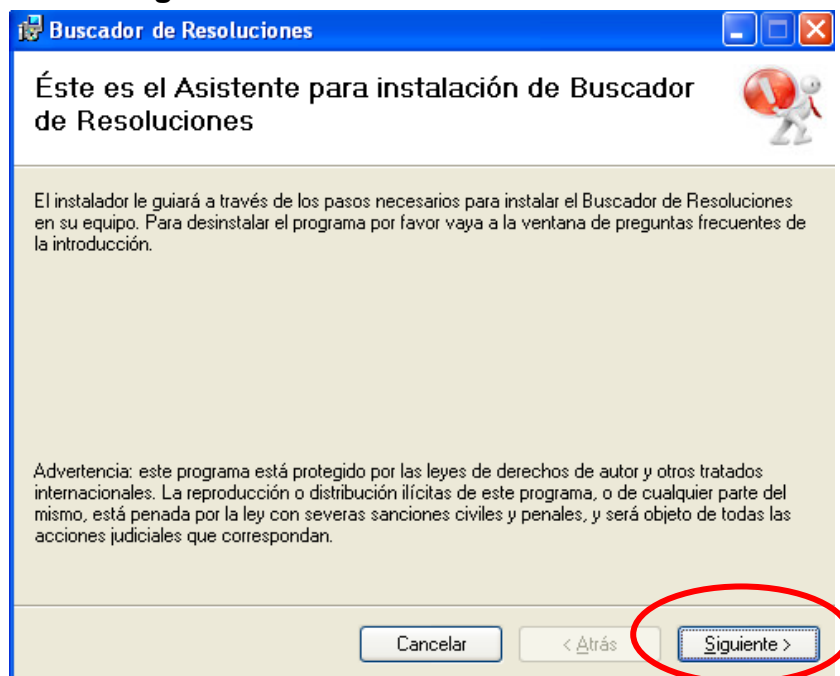 Buscador de Resoluciones
Éste es el Asistente para instalación de Buscador
de Resoluciones
El instalador le guiará a través de los pasos necesarios para instalar el Buscador de Resoluciones
en su equipo. Para desinstalar el programa por favor vaya a la ventana de preguntas frecuentes de
la introducción.
Advertencia: este programa está protegido por las leyes de derechos de autor y otros tratados
internacionales. La reproducción o distribución ilícitas de este programa, o de cualquier parte del
mismo, está penada por la ley con severas sanciones civiles y penales, y será objeto de todas las
acciones judiciales que correspondan.
Cancelar < Atrás Siguiente >